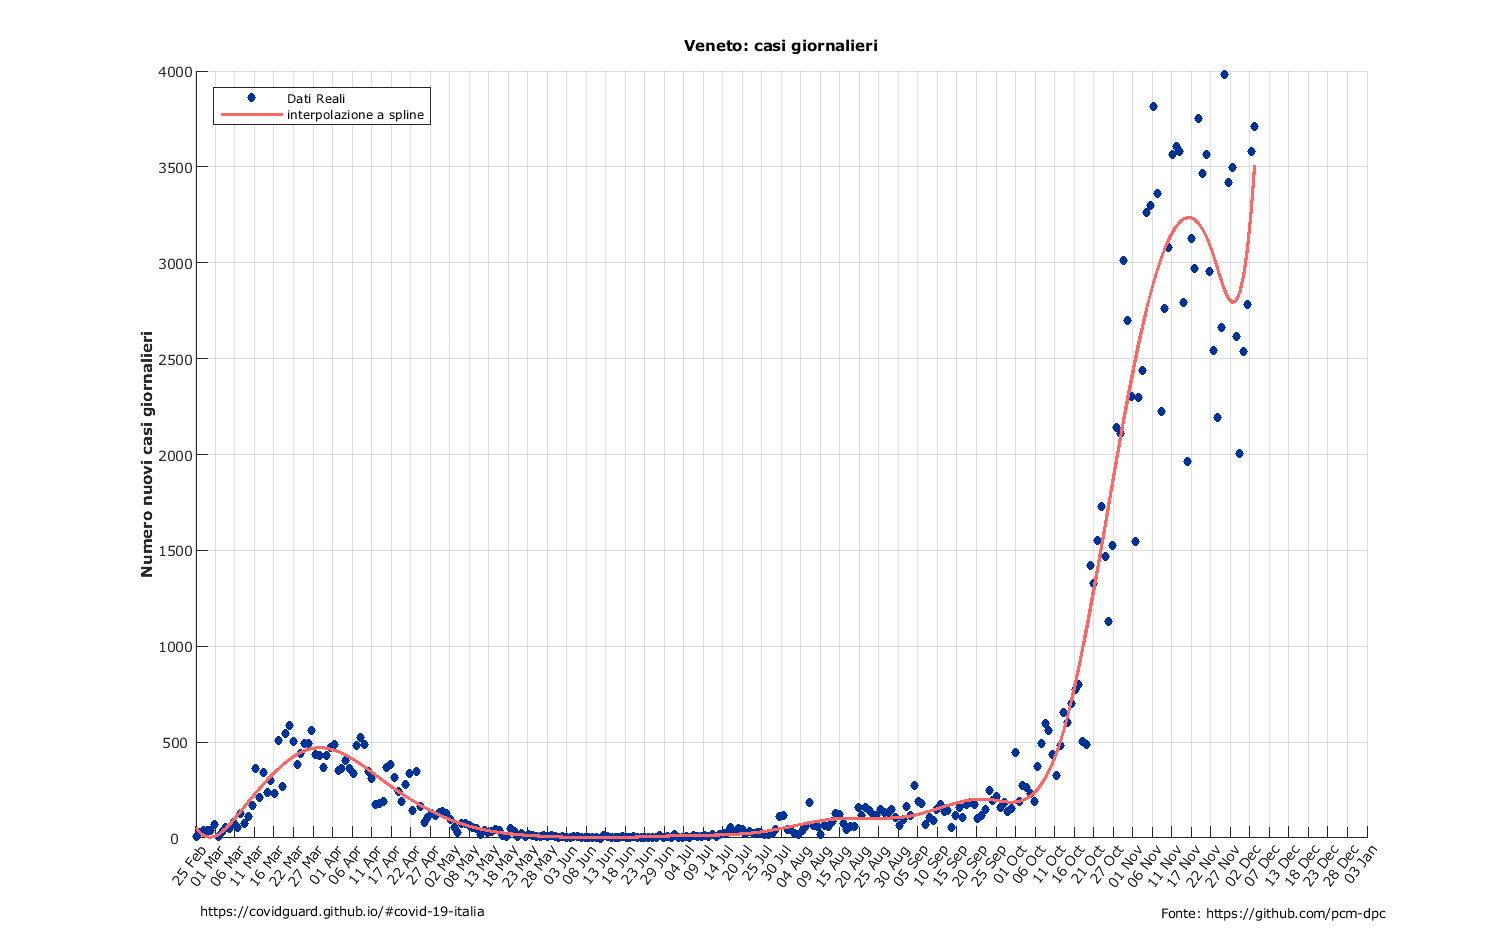 Veneto: casi giornalieri
Dati Reali
interpolazione a spline
Numero nuovi casi giornalieri
4000
3500
3000
2500
2000
1500
1000
500
0
25 Feb
01 Mar
06 Mar
11 Mar
16 Mar
22 Mar
27 Mar
01 Apr
06 Apr
11 Apr
17 Apr
22 Apr
27 Apr
02 May
08 May
13 May
18 May
23 May
28 May
03 Jun
08 Jun
13 Jun
18 Jun
23 Jun
29 Jun
04 Jul
09 Jul
14 Jul
20 Jul
25 Jul
30 Jul
04 Aug
09 Aug
15 Aug
20 Aug
25 Aug
30 Aug
05 Sep
10 Sep
15 Sep
20 Sep
25 Sep
01 Oct
06 Oct
11 Oct
16 Oct
21 Oct
27 Oct
01 Nov
06 Nov
11 Nov
17 Nov
22 Nov
27 Nov
02 Dec
07 Dec
13 Dec
18 Dec
23 Dec
28 Dec
03 Jan
https://covidguard.github.io/#covid-19-italia
Fonte: https://github.com/pcm-dpc